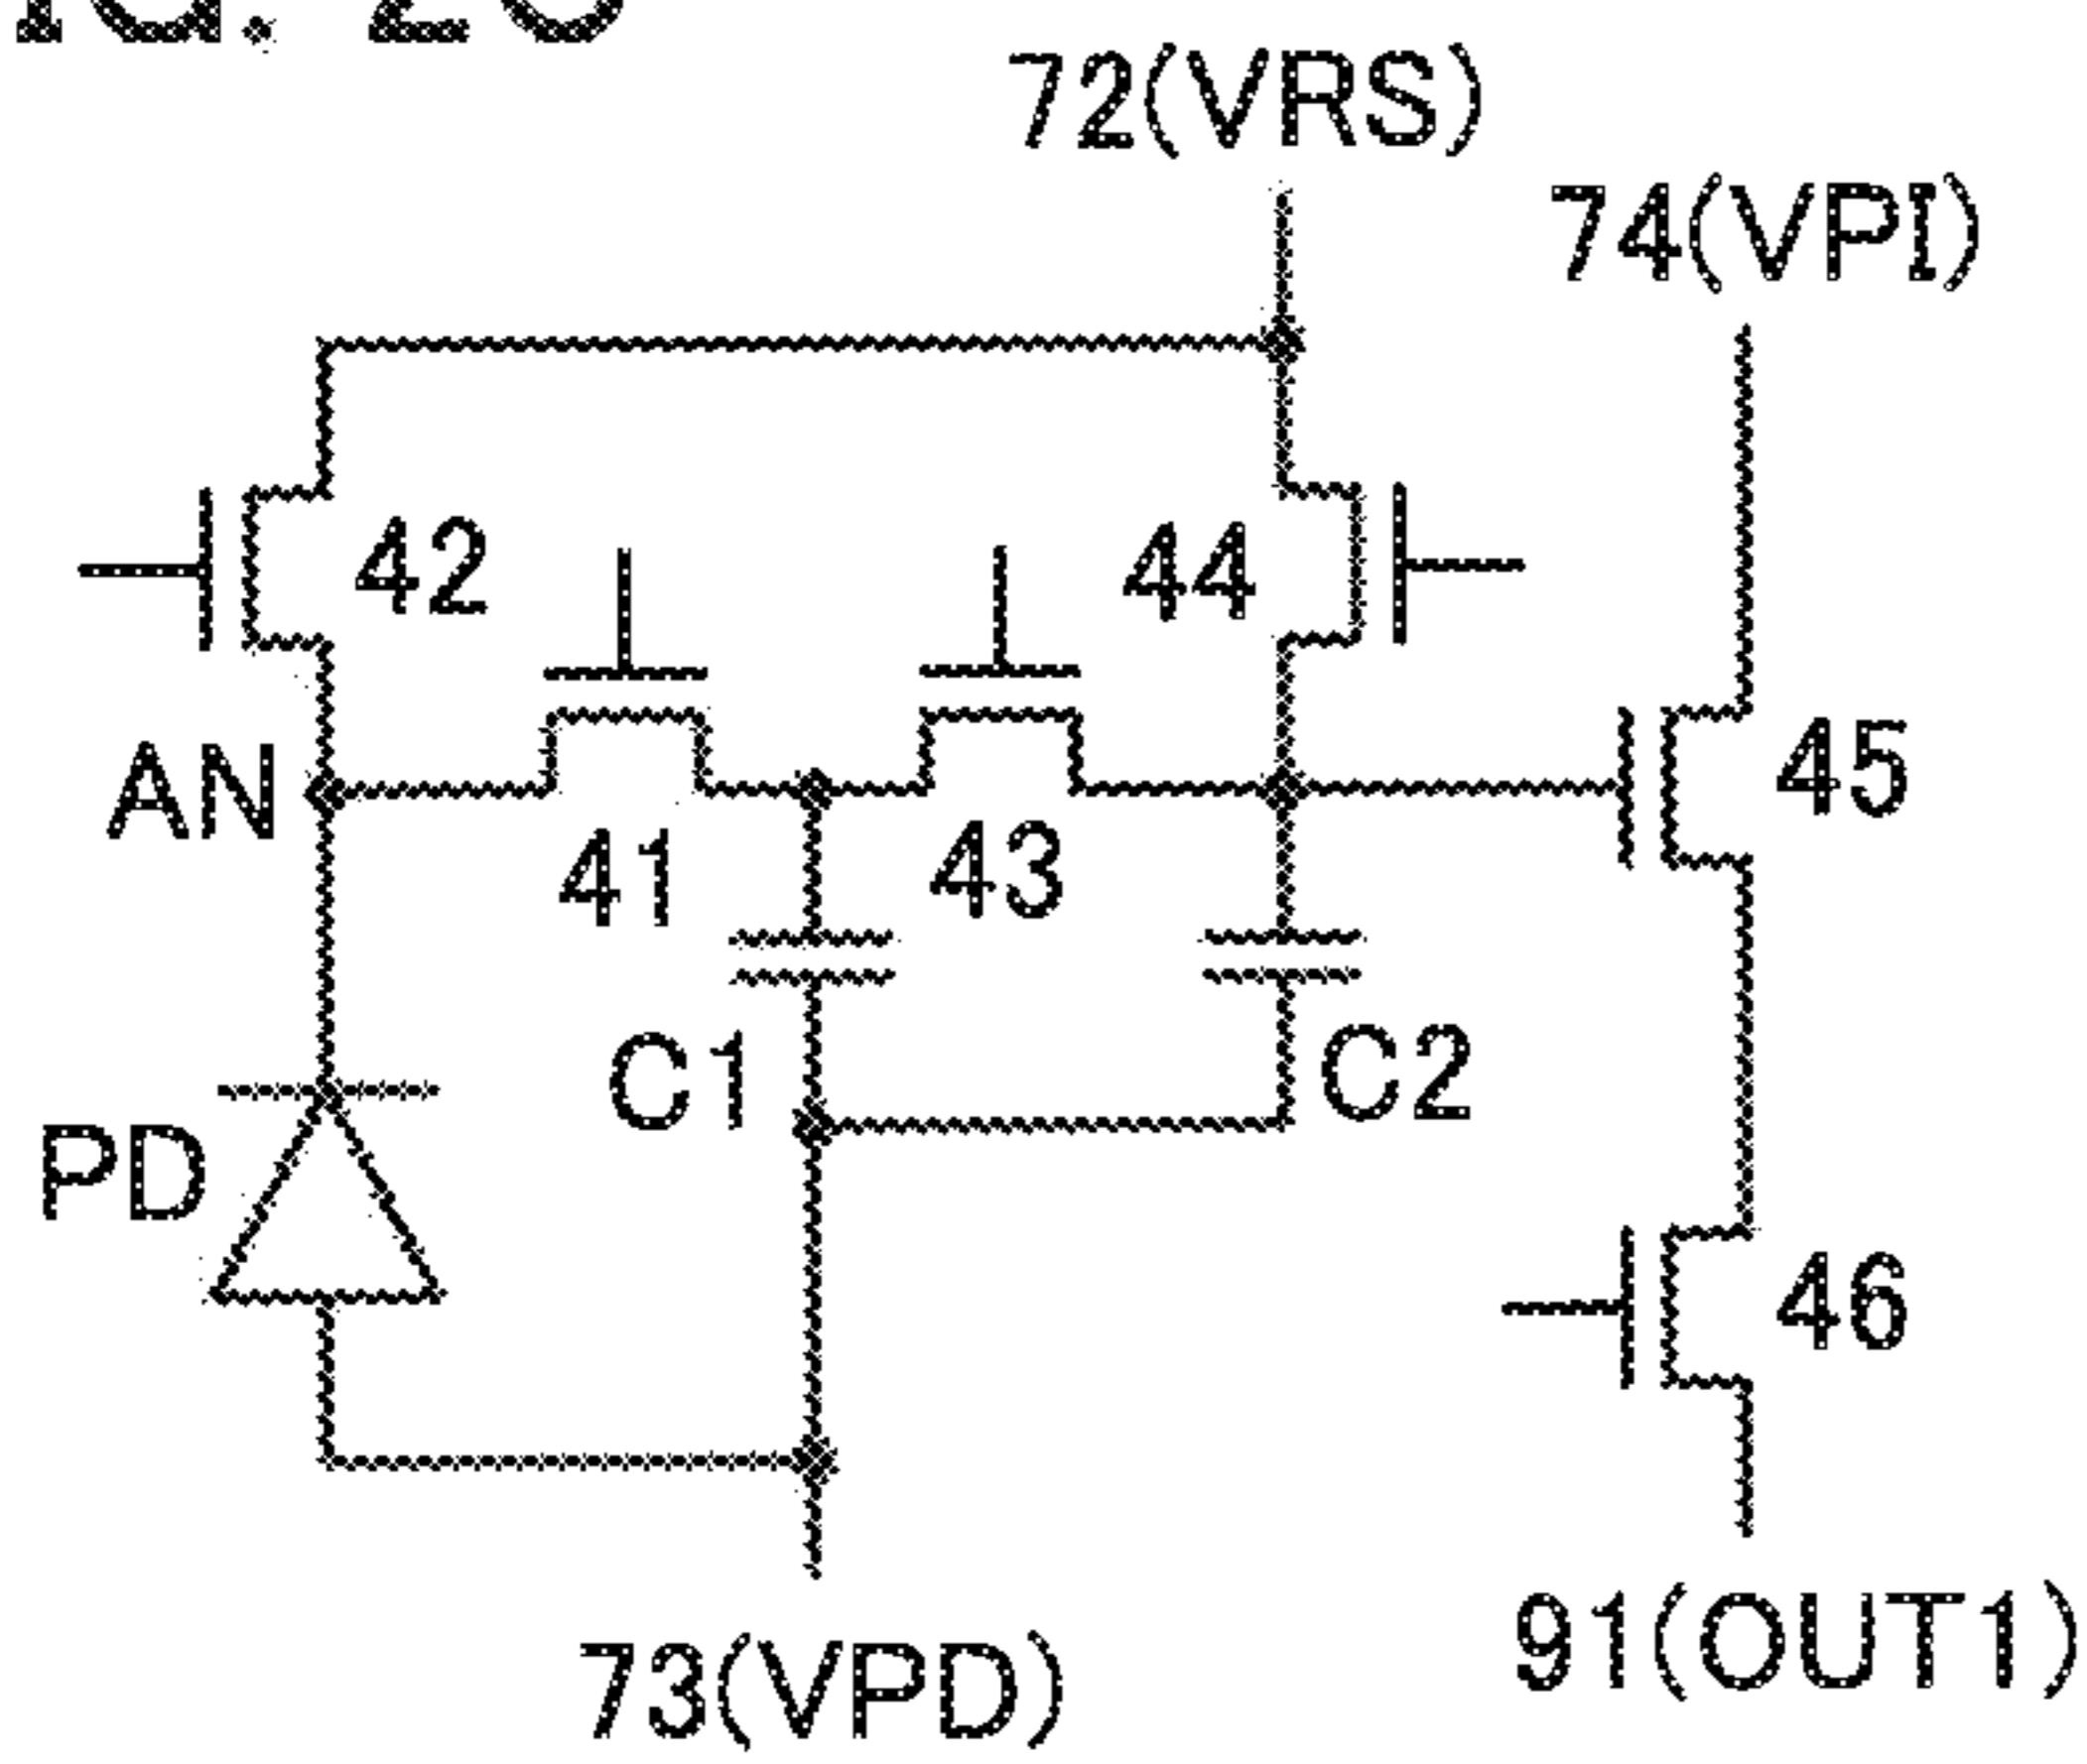 72(VRS)
74(VPI)
42
44
AN
45
41
43
C1
C2
PD
46
91(OUT1)
73(VPD)